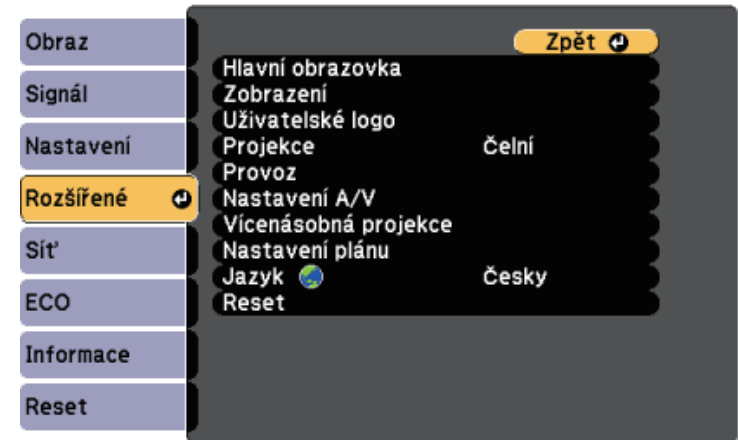 Obraz
Signál
Nastavení
Rozšířené
Síť
ECO
Informace
Reset
Zpět
Hlavní obrazovka
Zobrazení
Uživatelské logo
Projekce Čelní
Provoz
Nastavení A/V
Vícenásobná projekce
Nastavení plánu
Jazyk Česky
Reset